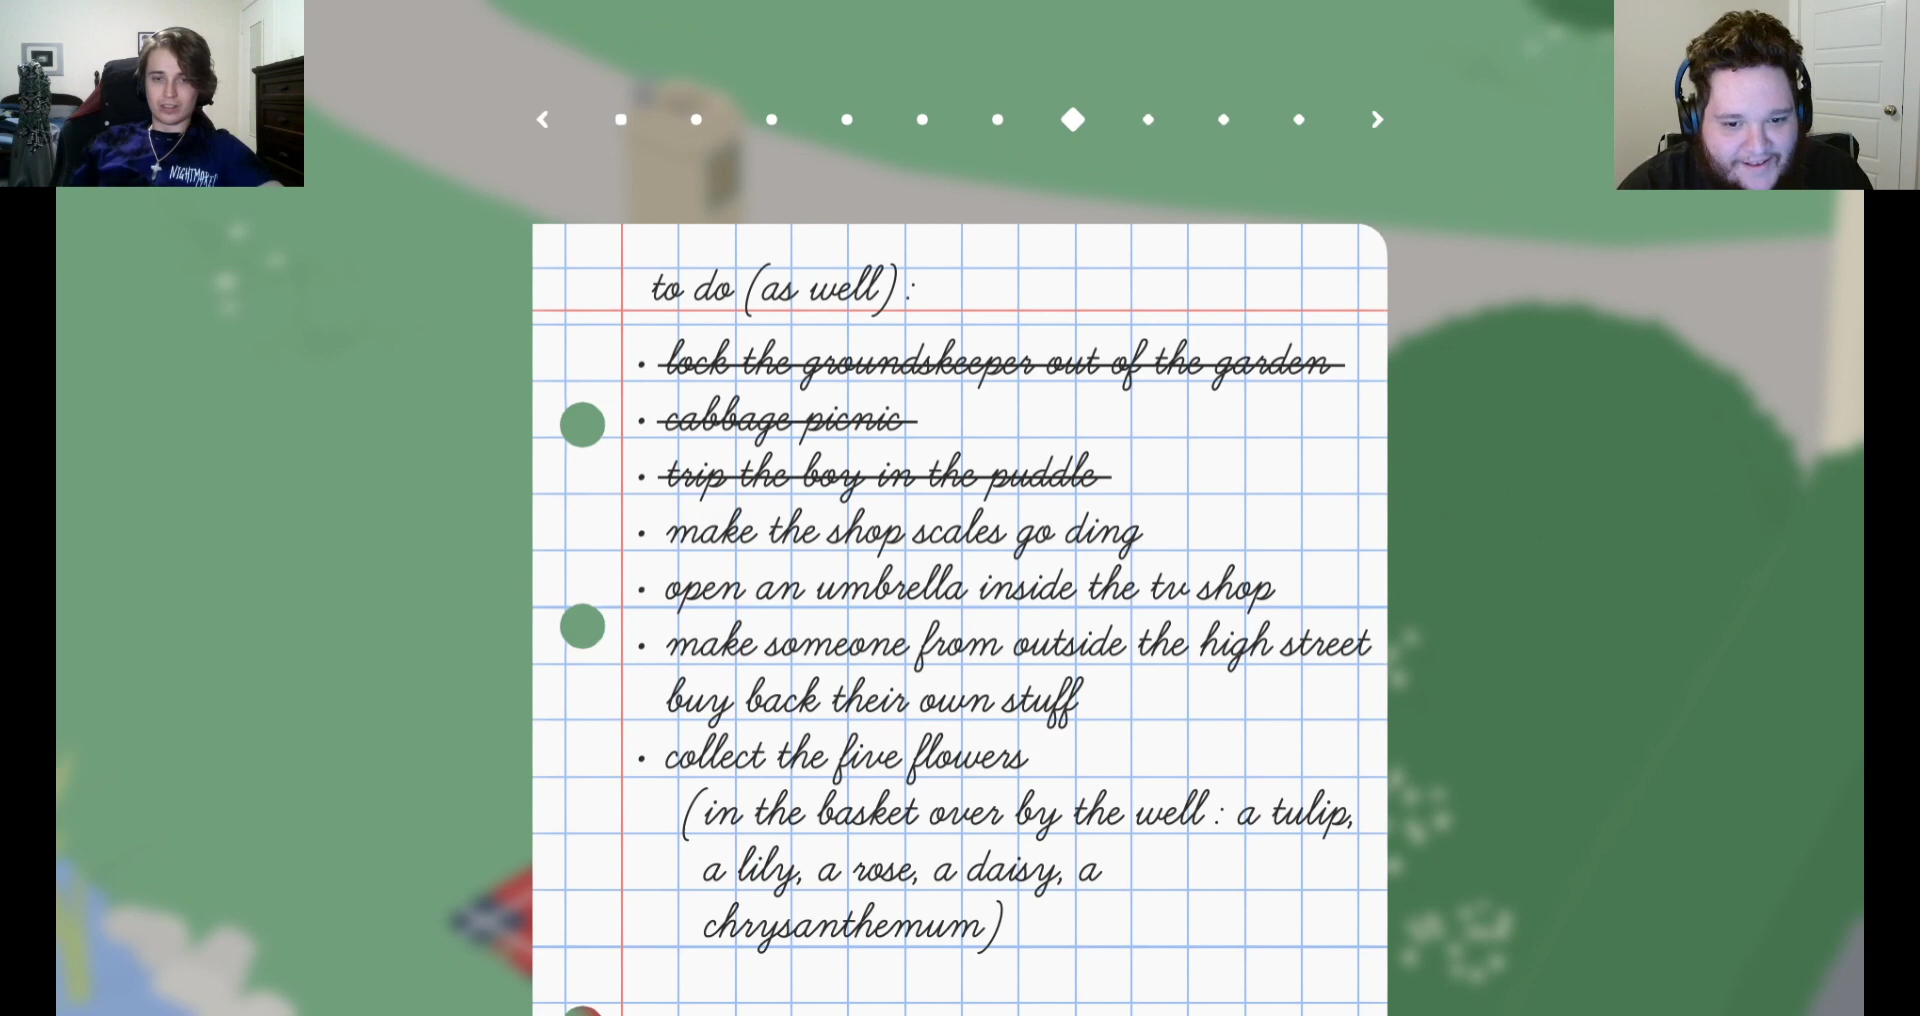 NIGHTMARE
to do (as well) :
• lock the groundskeeper out of the garden
• cabbage picnic
• trip the boy in the puddle
• make the shop scales go ding
• open an umbrella inside the tv shop
• make someone from outside the high street
buy back their own stuff
• collect the five flowers
(in the basket over by the well : a tulip,
a lily, a rose, a daisy, a
chrysanthemum)